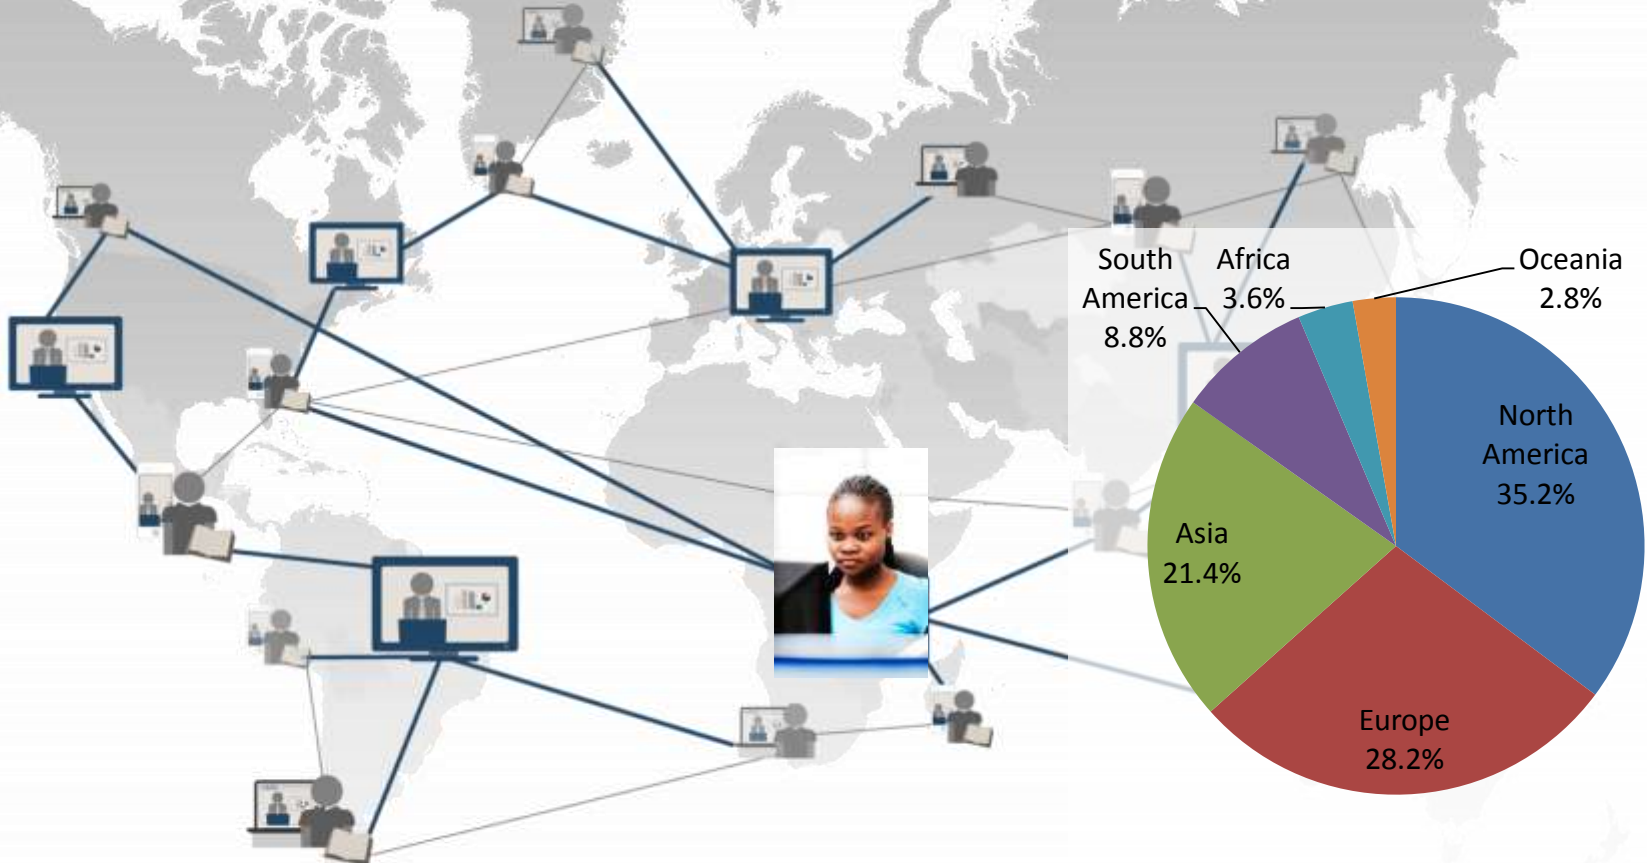 South
America
8.8%
Africa
3.6%
Oceania
2.8%
North
America
35.2%
Asia
21.4%
Europe
28.2%